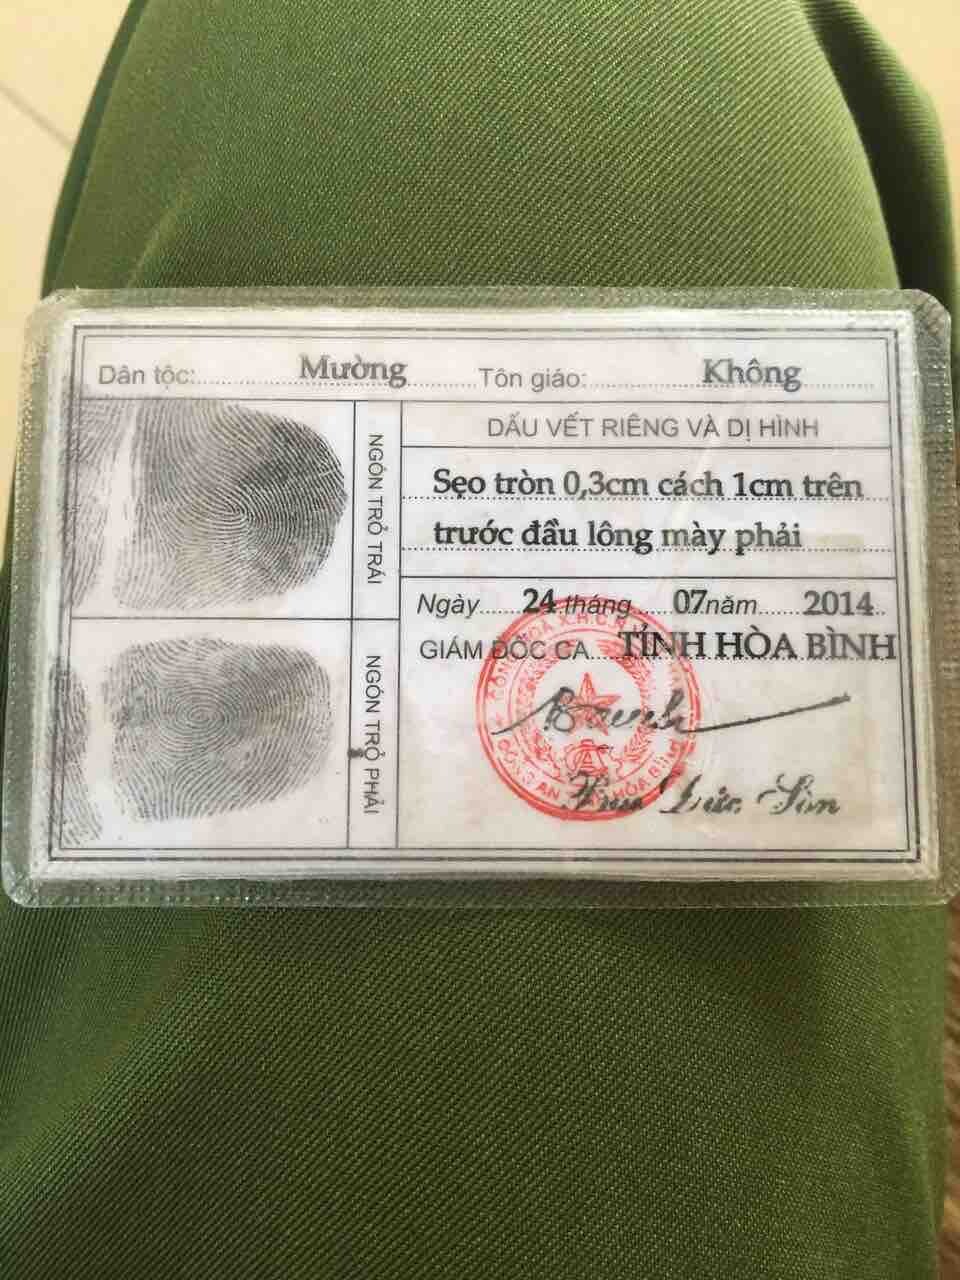 Dân tộc: Mường Tôn giáo: Không
NGÓN TRỎ TRÁI
DẤU VẾT RIÊNG VÀ DỊ HÌNH
Sẹo tròn 0,3cm cách 1cm trên
trước đầu lông mày phải
Ngày 24 tháng 07 năm 2014
GIÁM ĐỐC CA TỈNH HÒA BÌNH
NGÓN TRỎ PHẢI
Đức Sơn